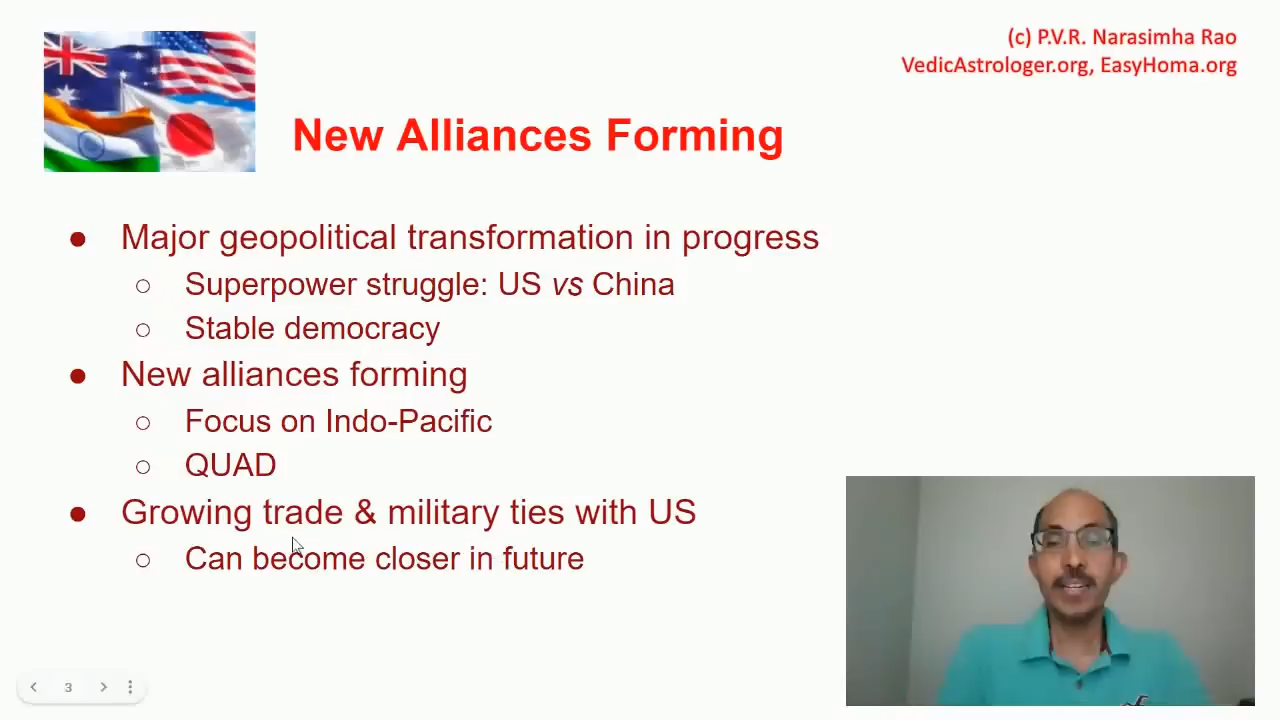 (c) P.V.R. Narasimha Rao
VedicAstrologer.org, EasyHoma.org
New Alliances Forming
● Major geopolitical transformation in progress
○ Superpower struggle: US vs China
○ Stable democracy
● New alliances forming
○ Focus on Indo-Pacific
○ QUAD
● Growing trade & military ties with US
○ Can become closer in future
3